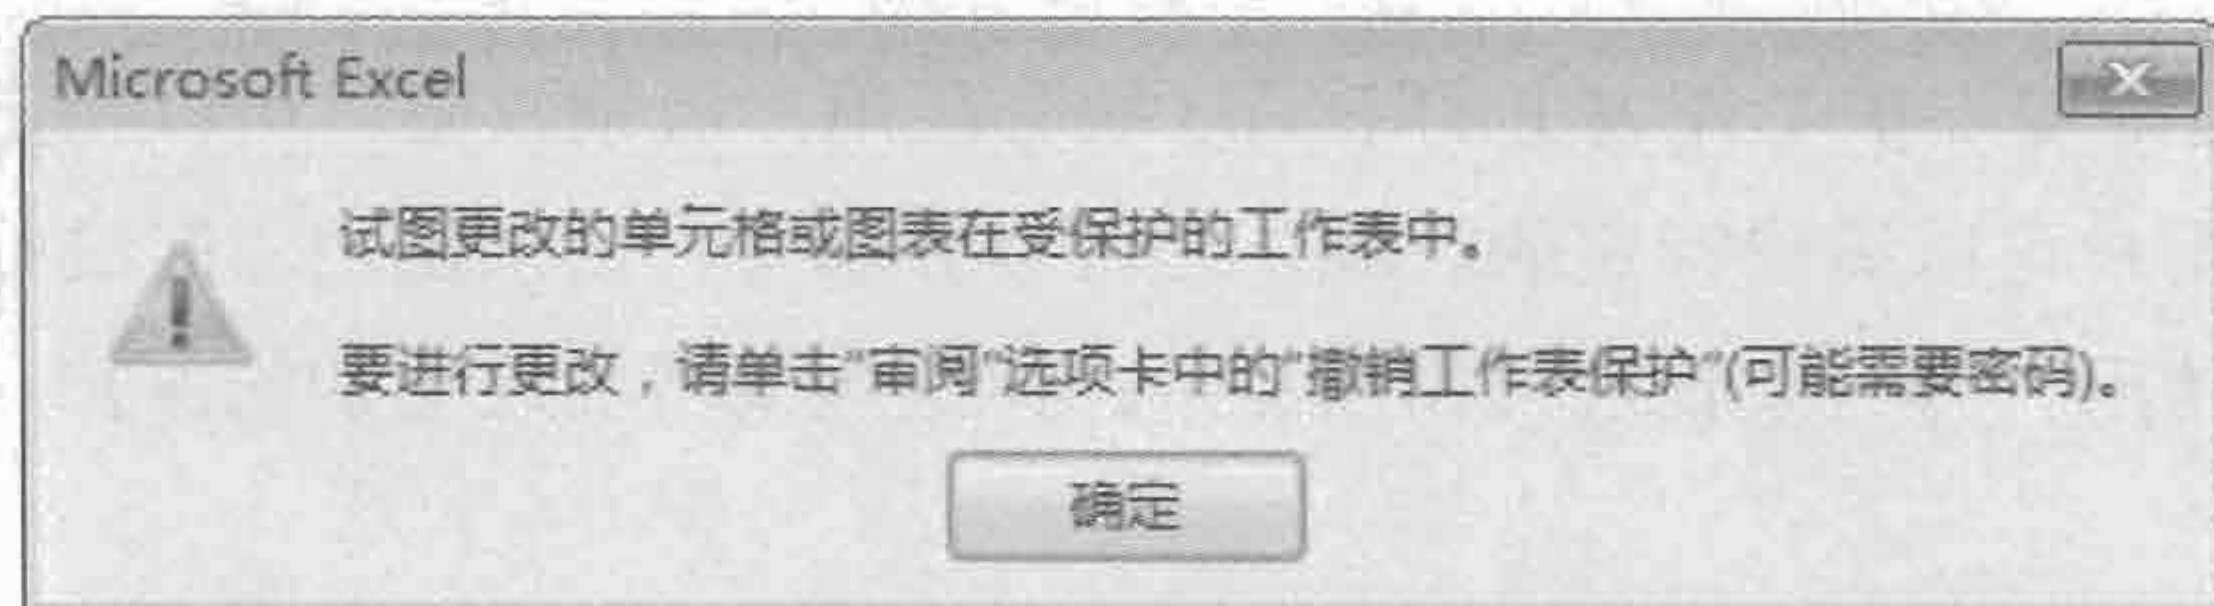 Microsoft Excel
试图更改的单元格或图表在受保护的工作表中。
要进行更改，请单击"审阅"选项卡中的"撤销工作表保护"(可能需要密码)。
确定